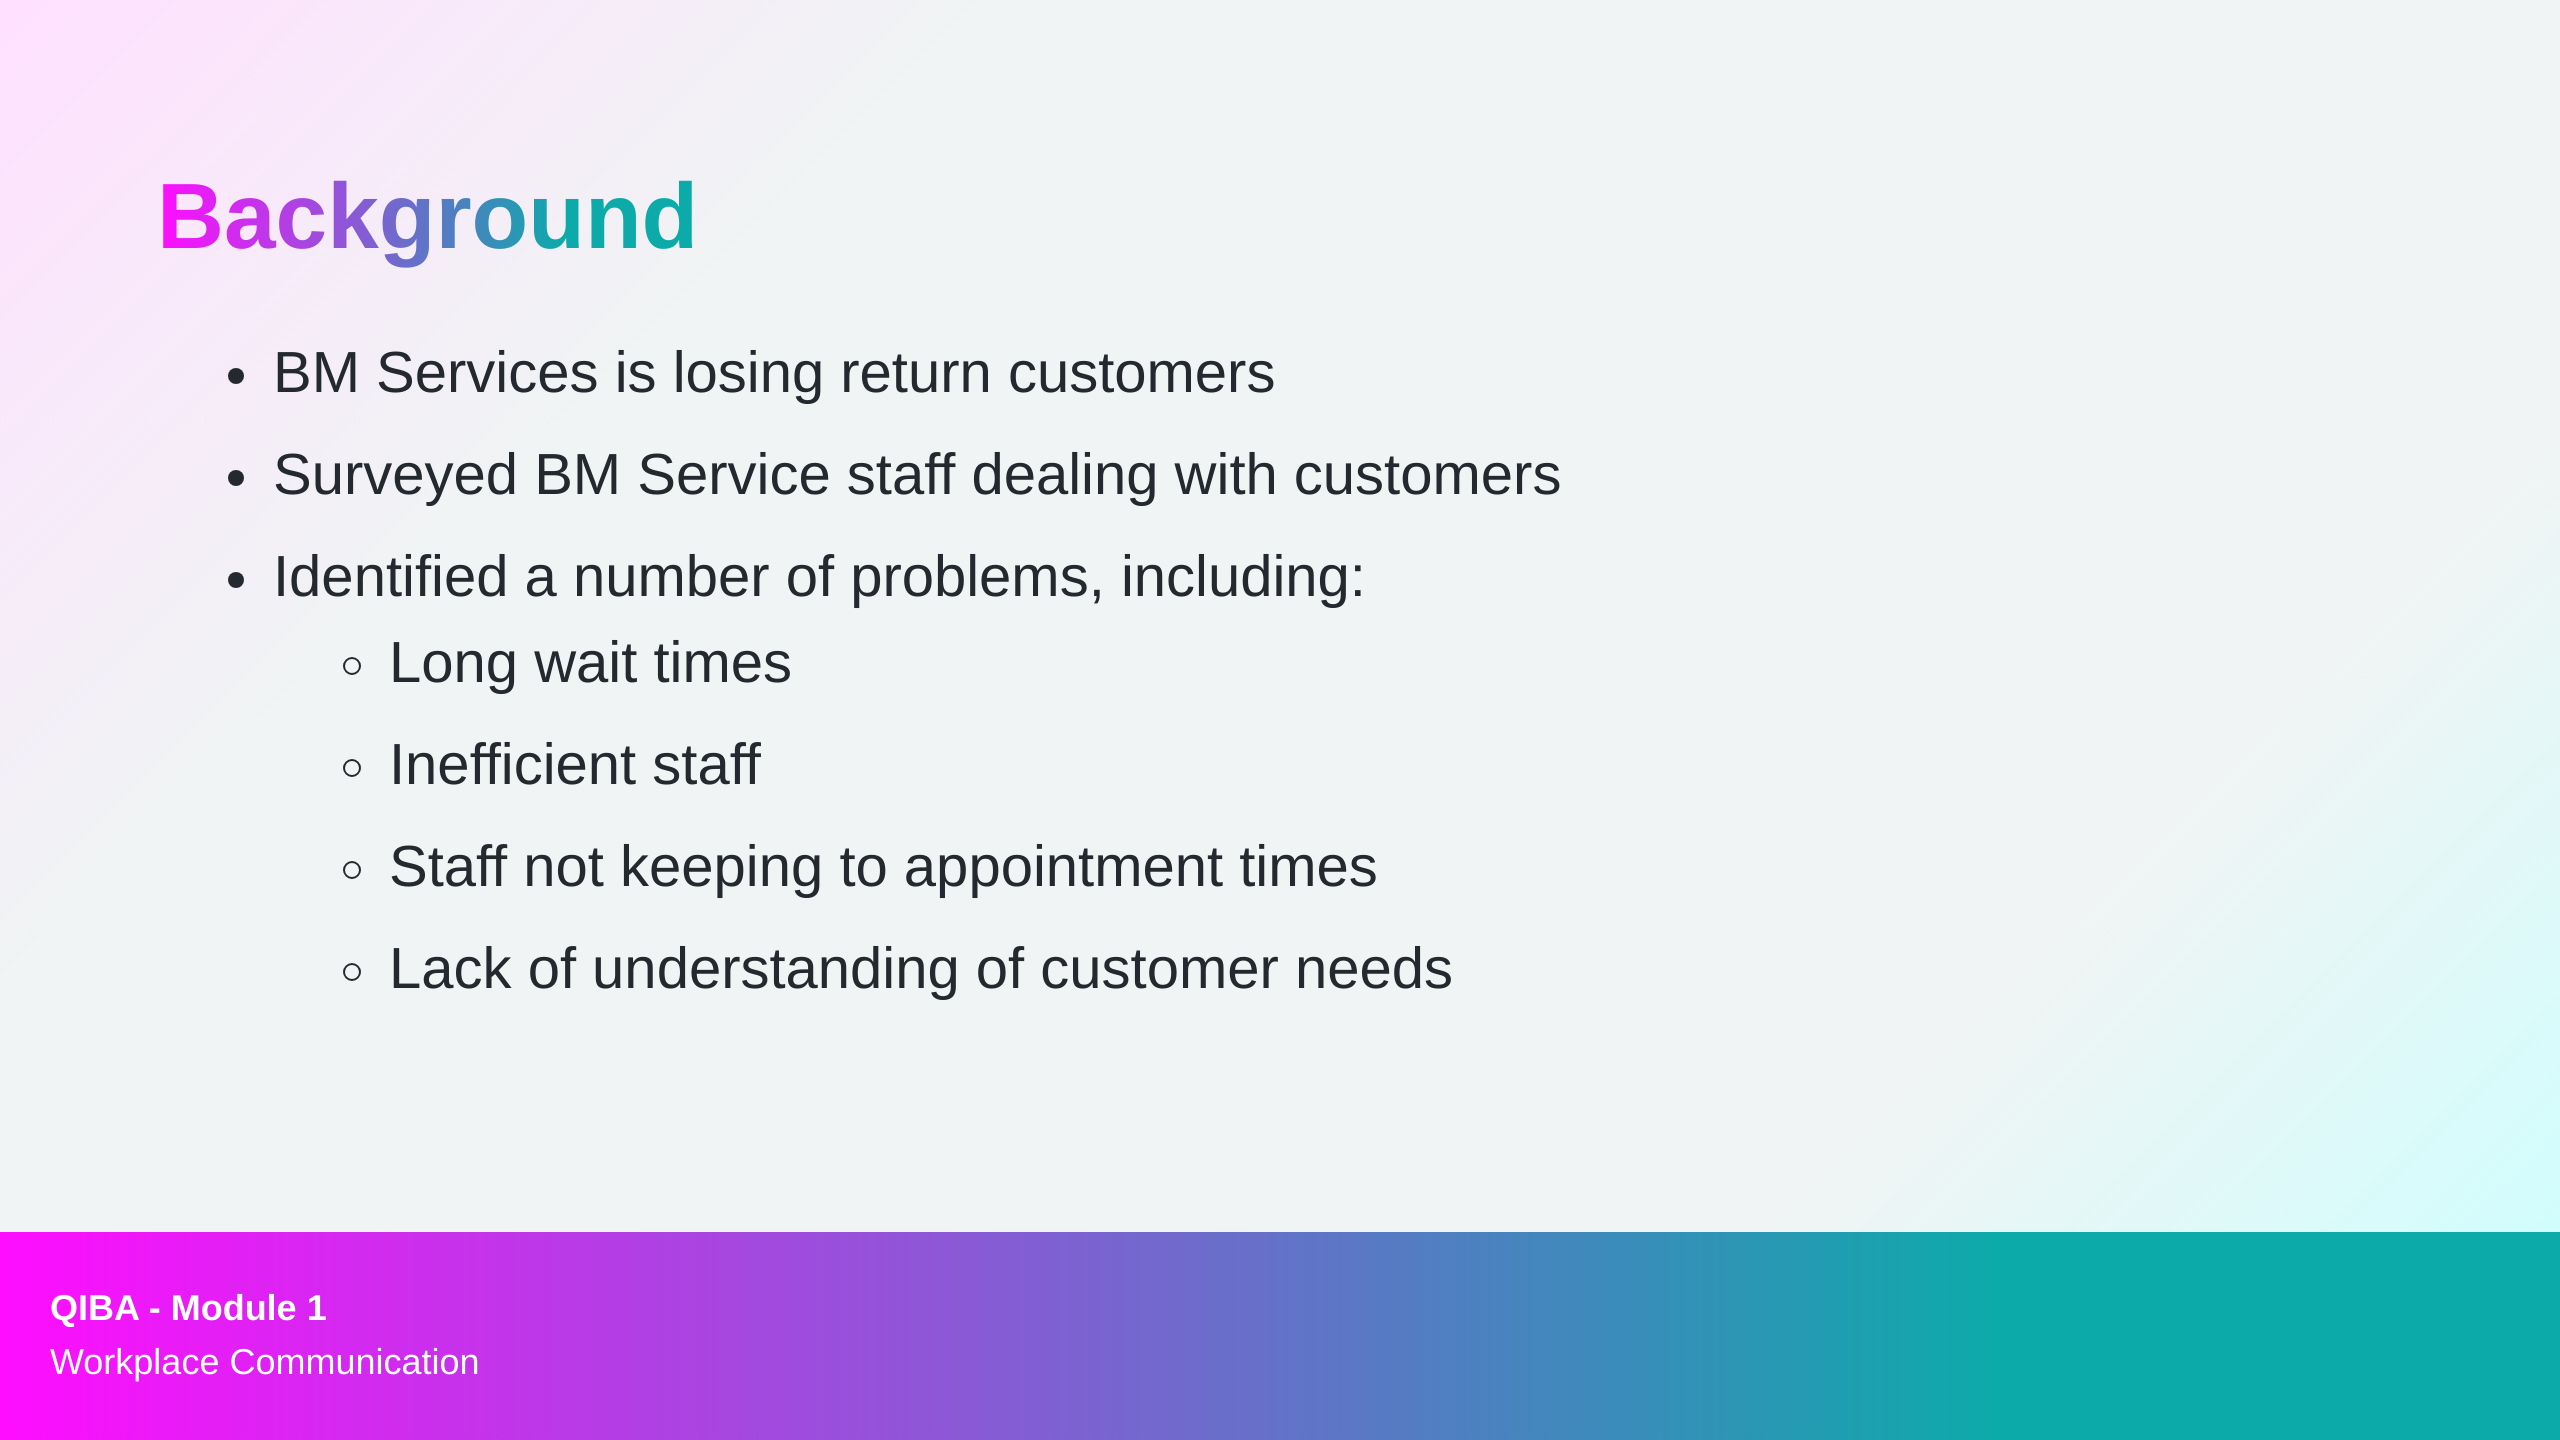 Background
• BM Services is losing return customers
• Surveyed BM Service staff dealing with customers
• Identified a number of problems, including:
○ Long wait times
○ Inefficient staff
○ Staff not keeping to appointment times
○ Lack of understanding of customer needs
QIBA - Module 1
Workplace Communication